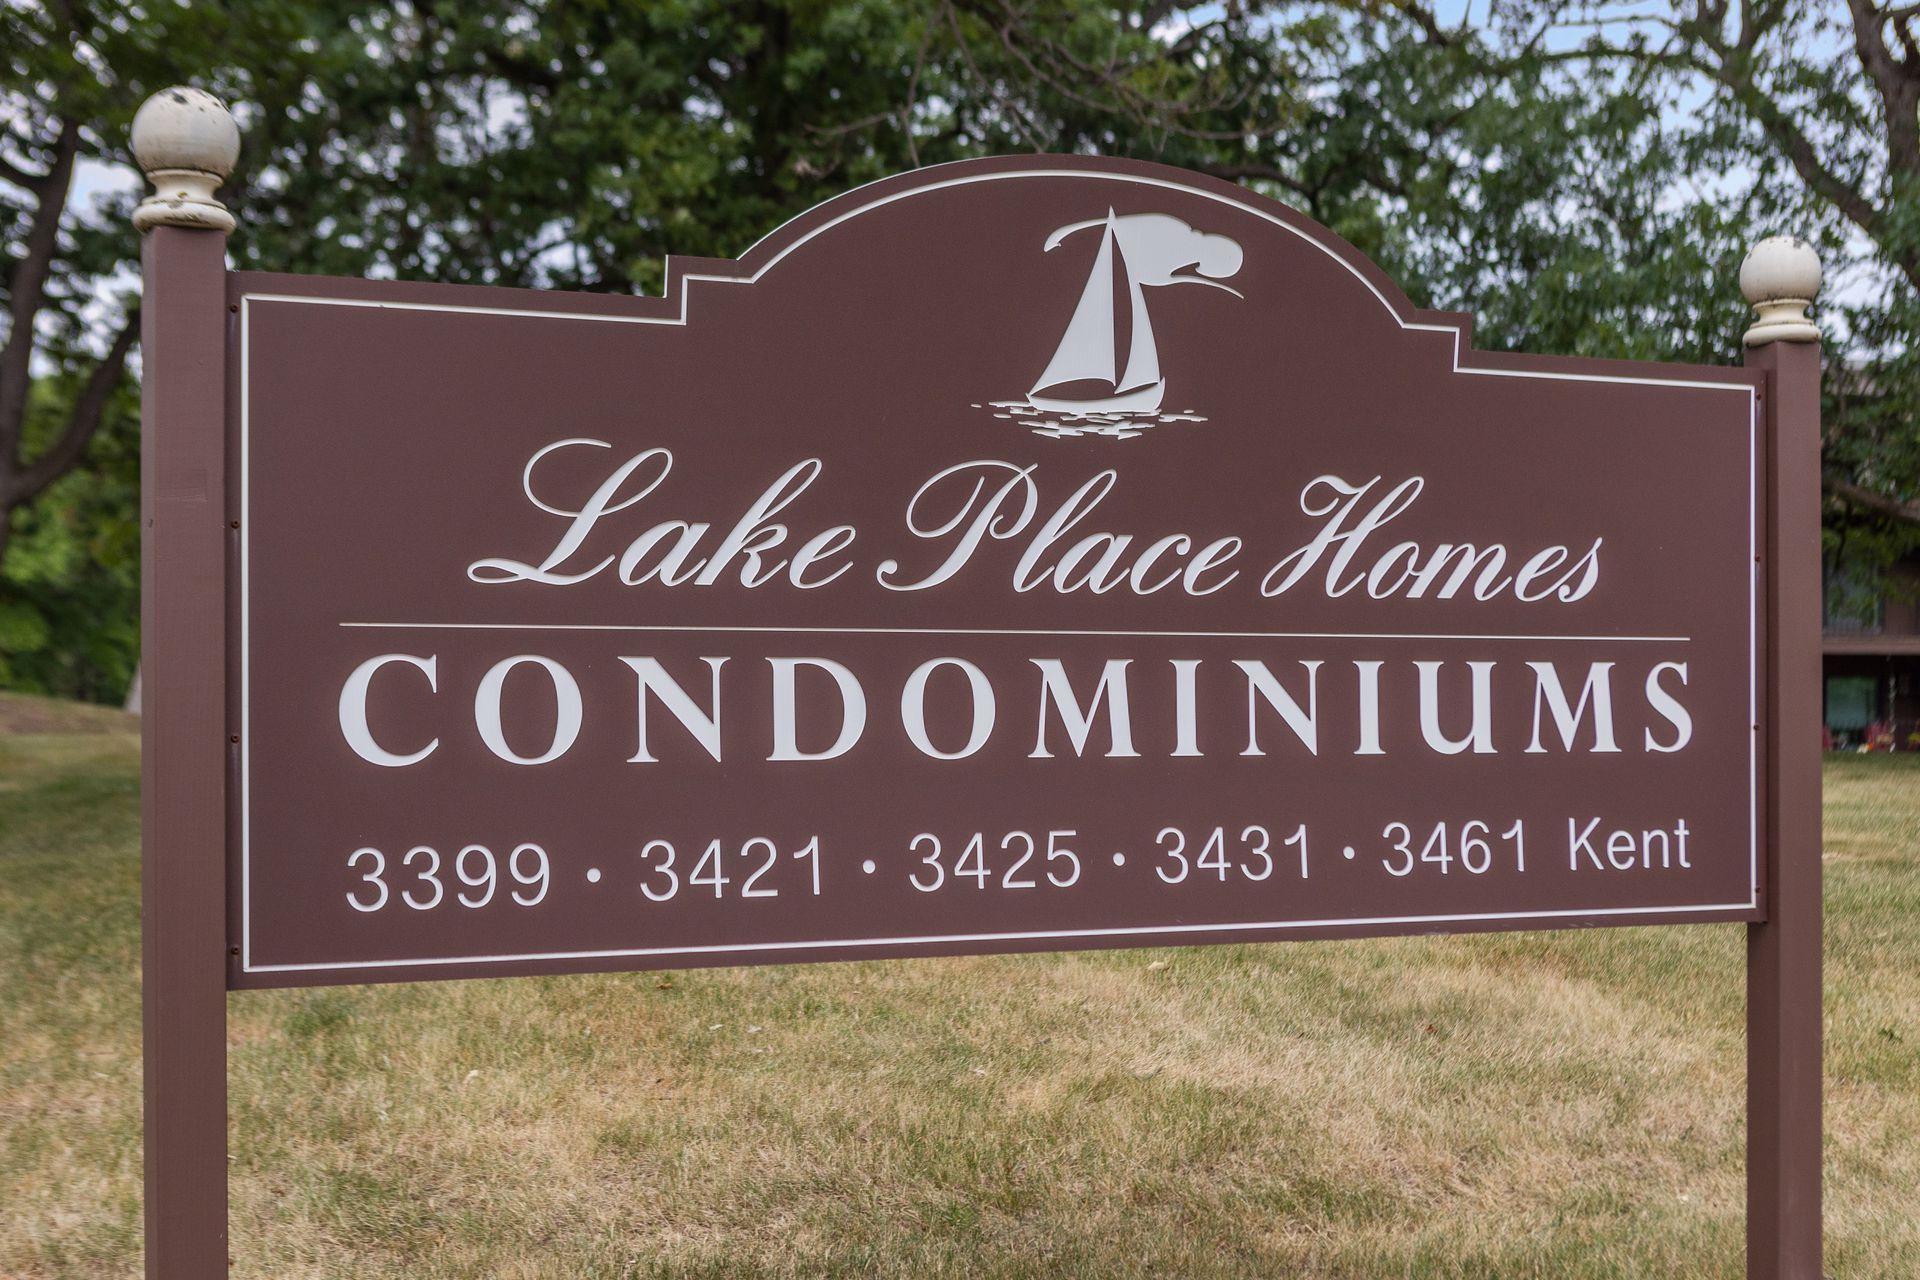 Lake Place Homes
CONDOMINIUMS
3399 · 3421 · 3425 · 3431 · 3461 Kent